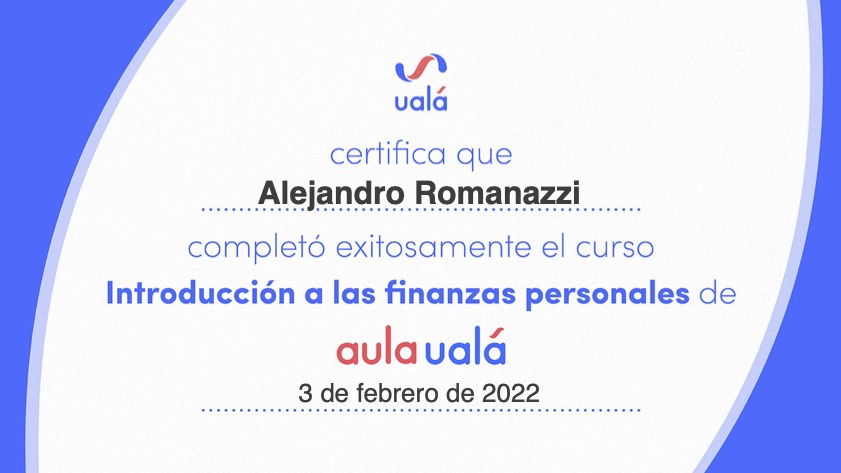 ualá
certifica que
Alejandro Romanazzi
completó exitosamente el curso
Introducción a las finanzas personales de
aula ualá
3 de febrero de 2022